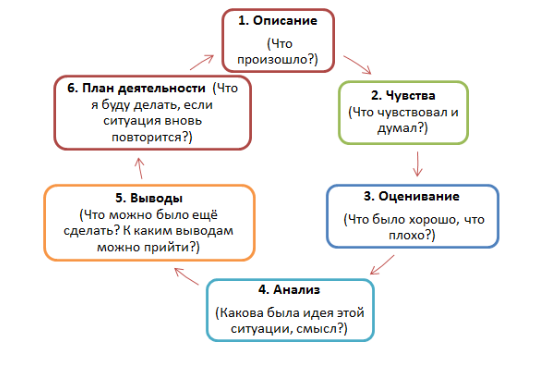 1. Описание
(Что
произошло?)
2. Чувства
(Что чувствовал и
думал?)
3. Оценивание
(Что было хорошо, что
плохо?)
4. Анализ
(Какова была идея этой
ситуации, смысл?)
5. Выводы
(Что можно было ещё
сделать? К каким выводам
можно прийти?)
6. План деятельности (Что
я буду делать, если
ситуация вновь
повторится?)